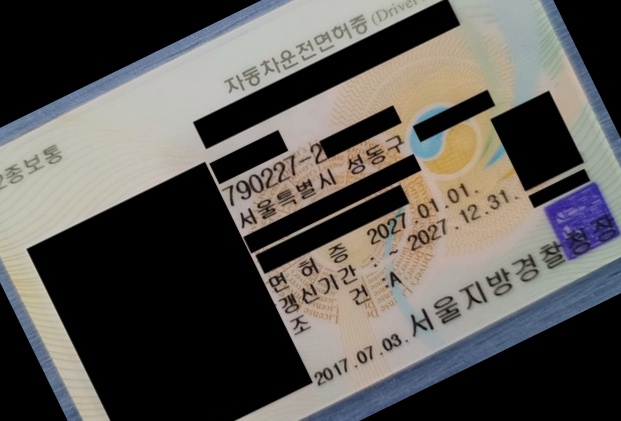 자동차운전면허증 (Driver
2종보통
790227-2
서울특별시 성동구
면 허 증 2027.01.01.
갱신기간 : ~ 2027.12.31.
조 건 :A
2017.07.03. 서울지방경찰청장